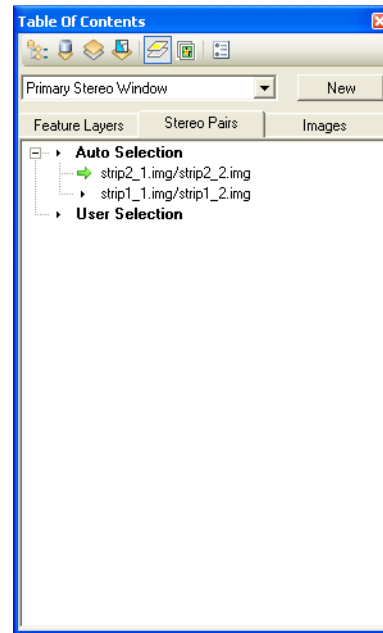 Table Of Contents
Primary Stereo Window
New
Feature Layers
Stereo Pairs
Images
Auto Selection
strip2_1.img/strip2_2.img
strip1_1.img/strip1_2.img
User Selection